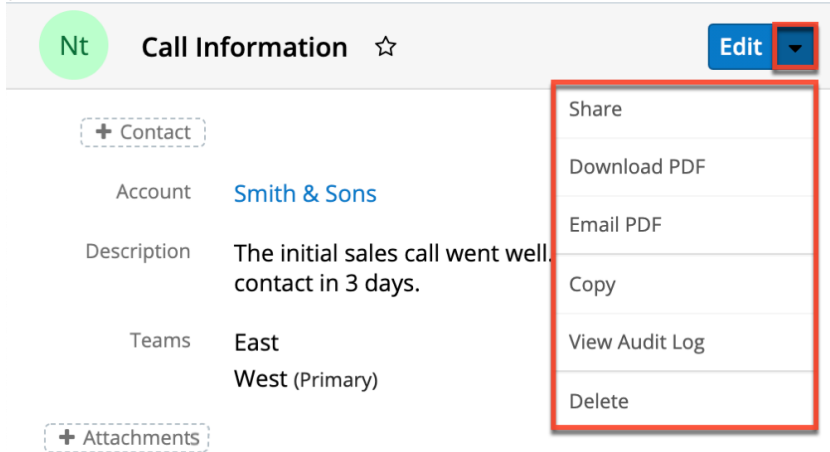 Nt Call Information Edit
Share
+ Contact
Download PDF
Account Smith & Sons
Email PDF
Description The initial sales call went well.
contact in 3 days.
Copy
Teams East
View Audit Log
West (Primary)
Delete
+ Attachments